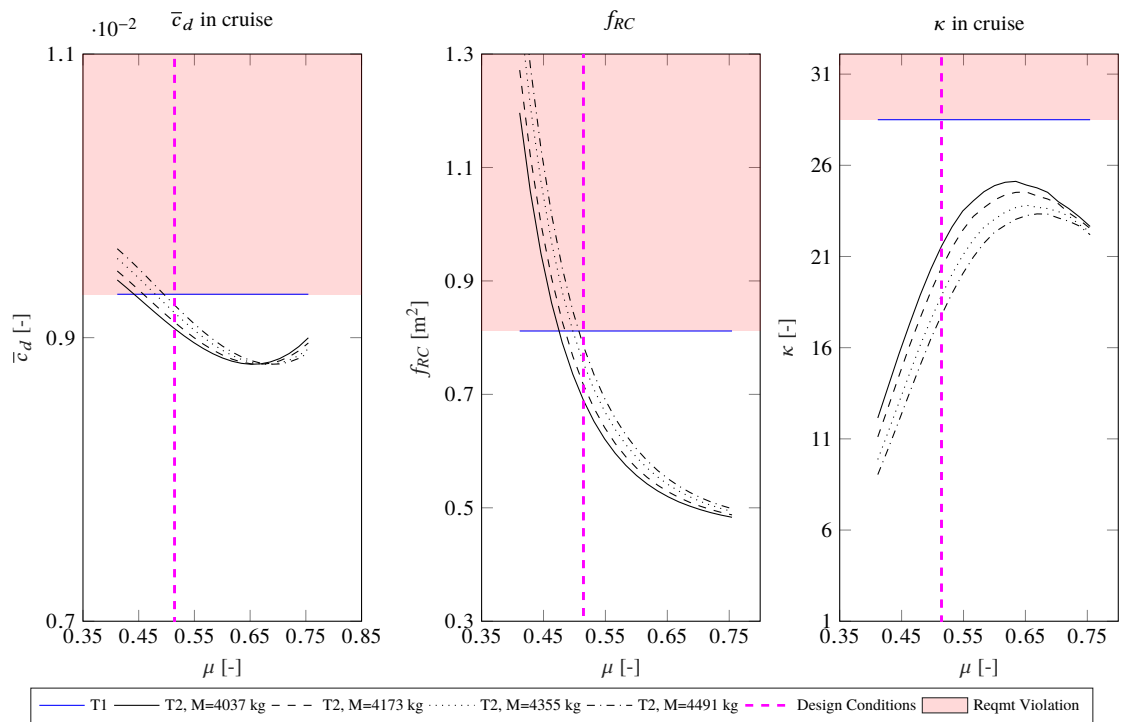 c̅_d in cruise
·10⁻²
1.1
0.9
0.7
c̅_d [-]
0.35 0.45 0.55 0.65 0.75 0.85
μ [-]
f_RC
1.3
1.1
0.9
0.7
0.5
0.3
f_RC [m²]
0.35 0.45 0.55 0.65 0.75
μ [-]
κ in cruise
31
26
21
16
11
6
1
κ [-]
0.35 0.45 0.55 0.65 0.75
μ [-]
T1 T2, M=4037 kg T2, M=4173 kg T2, M=4355 kg T2, M=4491 kg Design Conditions Reqmt Violation